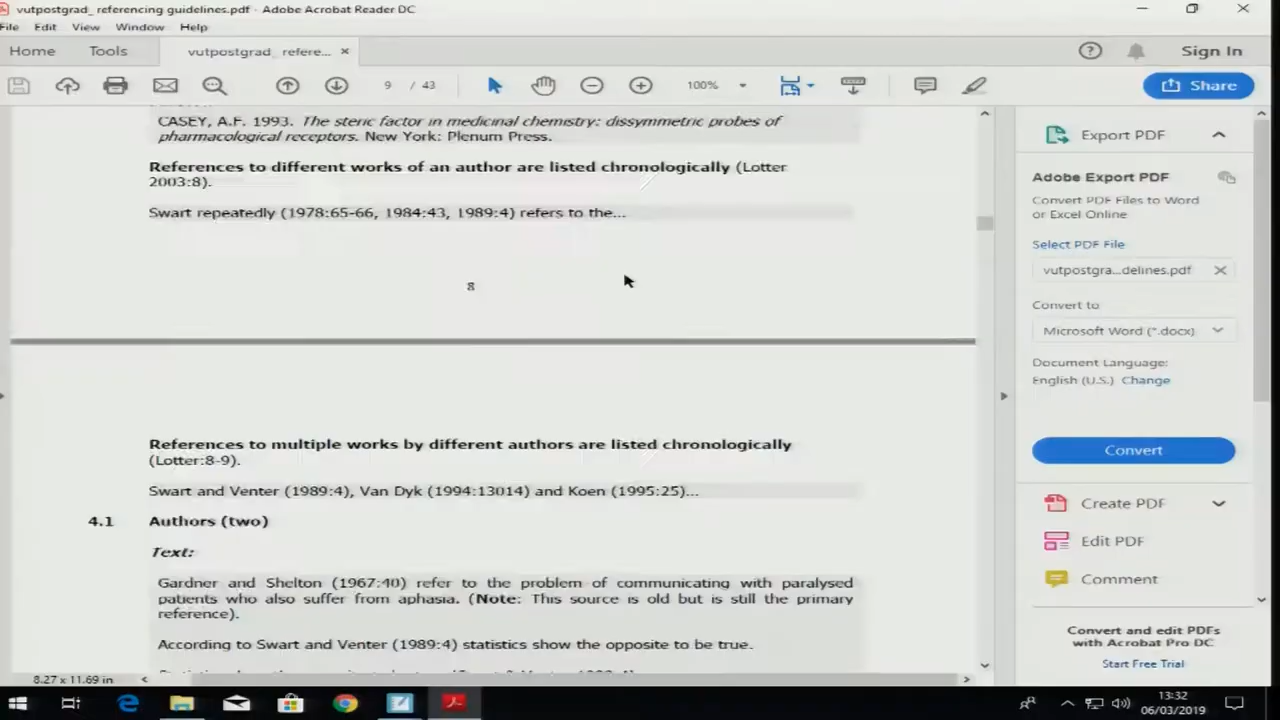 vutpostgrad_ referencing guidelines.pdf - Adobe Acrobat Reader DC
File Edit View Window Help
Home Tools vutpostgrad_ refere... × Sign In
9 / 43 100% Share
CASEY, A.F. 1993. The steric factor in medicinal chemistry: dissymmetric probes of
pharmacological receptors. New York: Plenum Press.
References to different works of an author are listed chronologically (Lotter
2003:8).
Swart repeatedly (1978:65-66, 1984:43, 1989:4) refers to the...
8
References to multiple works by different authors are listed chronologically
(Lotter:8-9).
Swart and Venter (1989:4), Van Dyk (1994:13014) and Koen (1995:25)...
4.1 Authors (two)
Text:
Gardner and Shelton (1967:40) refer to the problem of communicating with paralysed
patients who also suffer from aphasia. (Note: This source is old but is still the primary
reference).
According to Swart and Venter (1989:4) statistics show the opposite to be true.
8.27 x 11.69 in
Export PDF
Adobe Export PDF
Convert PDF Files to Word
or Excel Online
Select PDF File
vutpostgra...delines.pdf
Convert to
Microsoft Word (*.docx)
Document Language:
English (U.S.) Change
Convert
Create PDF
Edit PDF
Comment
Convert and edit PDFs
with Acrobat Pro DC
Start Free Trial
13:32
06/03/2019